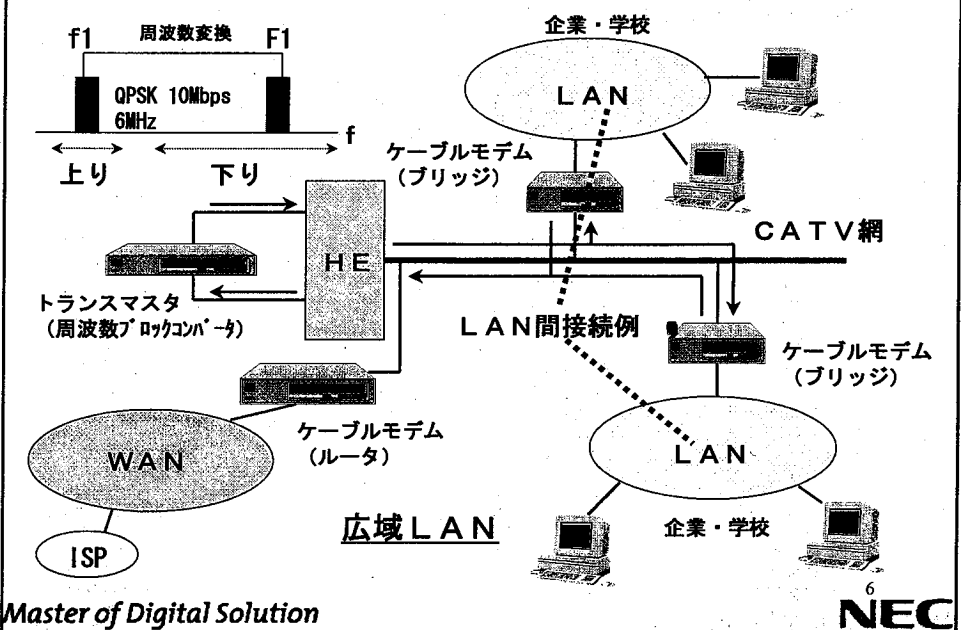 周波数変換
f1
F1
QPSK 10Mbps
6MHz
f
上り
下り
企業・学校
LAN
ケーブルモデム
(ブリッジ)
CATV網
HE
トランスマスタ
(周波数ブロックコンバータ)
LAN間接続例
ケーブルモデム
(ブリッジ)
ケーブルモデム
(ルータ)
WAN
ISP
LAN
企業・学校
広域LAN
Master of Digital Solution
6
NEC